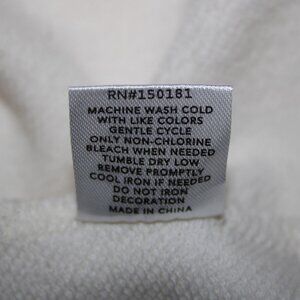 RN#150181
MACHINE WASH COLD
WITH LIKE COLORS
GENTLE CYCLE
ONLY NON-CHLORINE
BLEACH WHEN NEEDED
TUMBLE DRY LOW
REMOVE PROMPTLY
COOL IRON IF NEEDED
DO NOT IRON
DECORATION
MADE IN CHINA